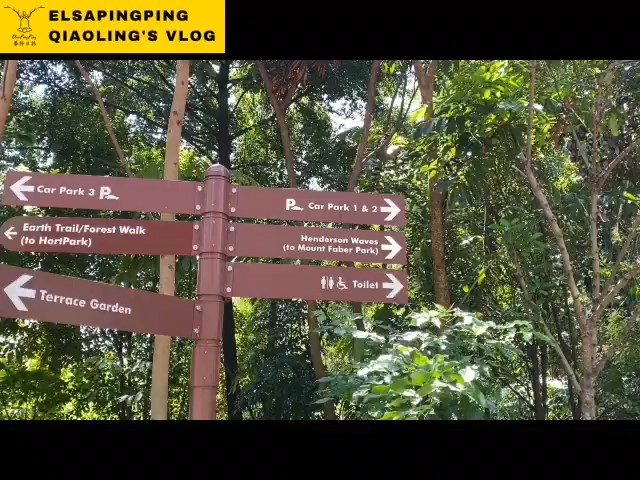 ELSAPINGPING
QIAOLING'S VLOG
Car Park 3 P
P Car Park 1 & 2
Earth Trail/Forest Walk
(to HortPark)
Henderson Waves
(to Mount Faber Park)
Terrace Garden
Toilet